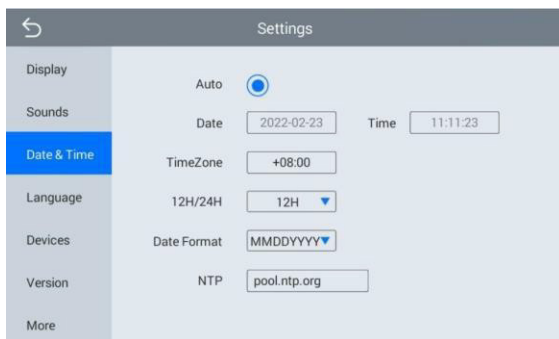 Settings
Display
Sounds
Date & Time
Language
Devices
Version
More
Auto
Date 2022-02-23 Time 11:11:23
TimeZone +08:00
12H/24H 12H
Date Format MMDDYYYY
NTP pool.ntp.org